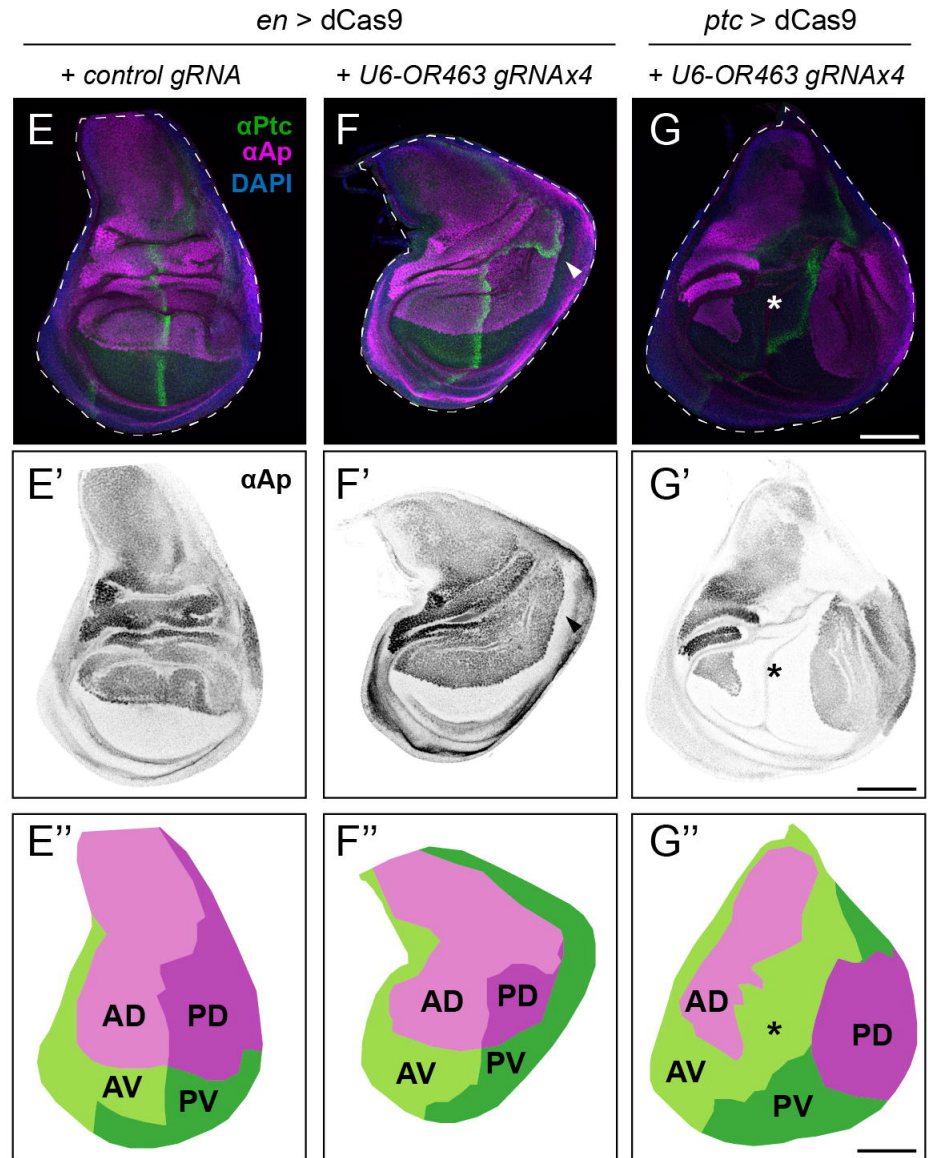 en > dCas9 ptc > dCas9
+ control gRNA + U6-OR463 gRNAx4 + U6-OR463 gRNAx4
E αPtc F G
αAp
DAPI
*
E’ αAp F’ G’
*
E’’ F’’ G’’
AD PD AD PD AD * PD
AV PV AV PV AV PV